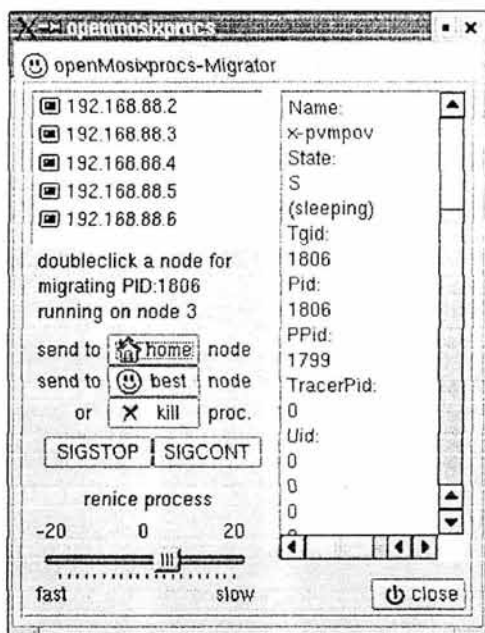 openmosixprocs
openMosixprocs-Migrator
192.168.88.2
192.168.88.3
192.168.88.4
192.168.88.5
192.168.88.6
doubleclick a node for
migrating PID:1806
running on node 3
send to home node
send to best node
or kill proc.
SIGSTOP SIGCONT
renice process
-20 0 20
fast slow
Name:
x-pvmpov
State:
S
(sleeping)
Tgid:
1806
Pid:
1806
PPid:
1799
TracerPid:
0
Uid:
0
0
0
0
close